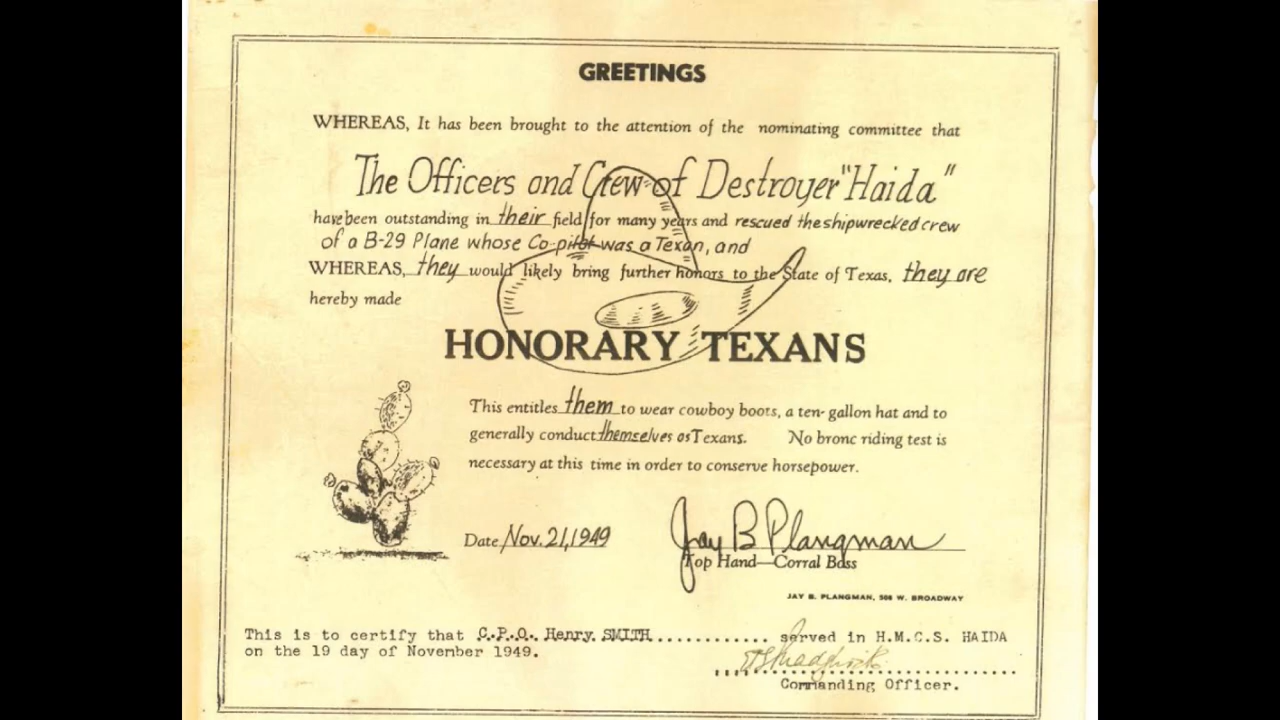 GREETINGS
WHEREAS, It has been brought to the attention of the nominating committee that
The Officers and Crew of Destroyer "Haida"
have been outstanding in their field for many years and rescued the shipwrecked crew
of a B-29 Plane whose Co-pilot was a Texan, and
WHEREAS, they would likely bring further honors to the State of Texas, they are
hereby made
HONORARY TEXANS
This entitles them to wear cowboy boots, a ten-gallon hat and to
generally conduct themselves as Texans. No bronc riding test is
necessary at this time in order to conserve horsepower.
Date Nov. 21, 1949 Jay B Plangman
Top Hand—Corral Boss
JAY B. PLANGMAN, 508 W. BROADWAY
This is to certify that C.P.O. Henry SMITH ............ served in H.M.C.S. HAIDA
on the 19 day of November 1949.
Commanding Officer.